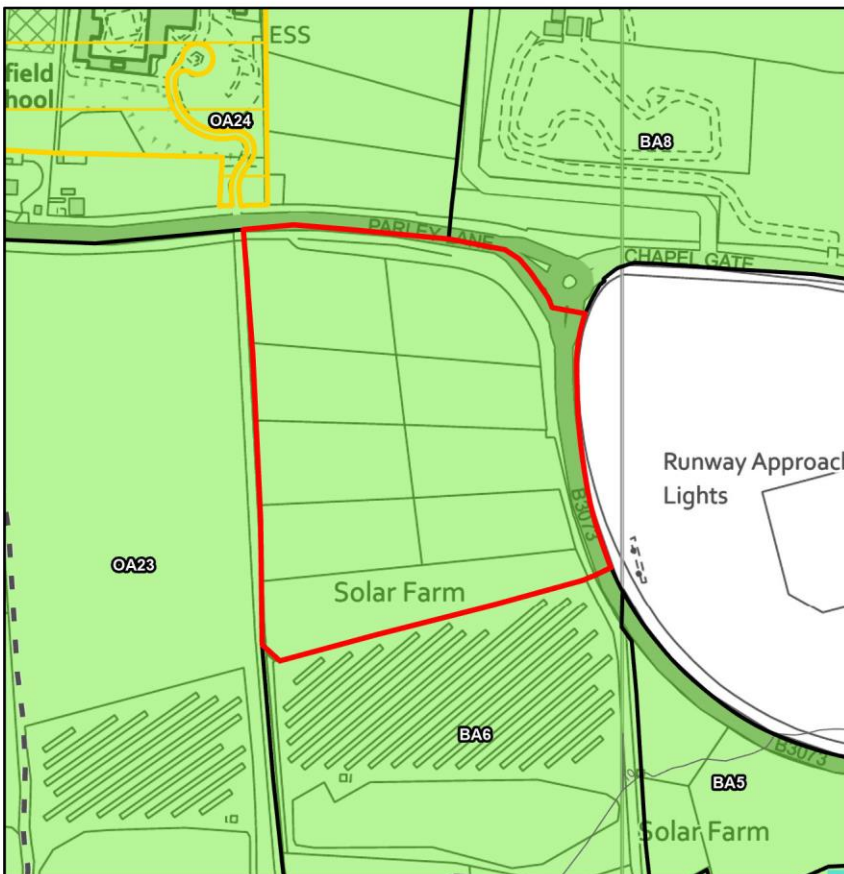 ESS
field
hool
OA24
BA8
PARLEY LANE
CHAPEL GATE
Runway Approach
Lights
B3073
OA23
Solar Farm
BA6
B3073
BA5
Solar Farm